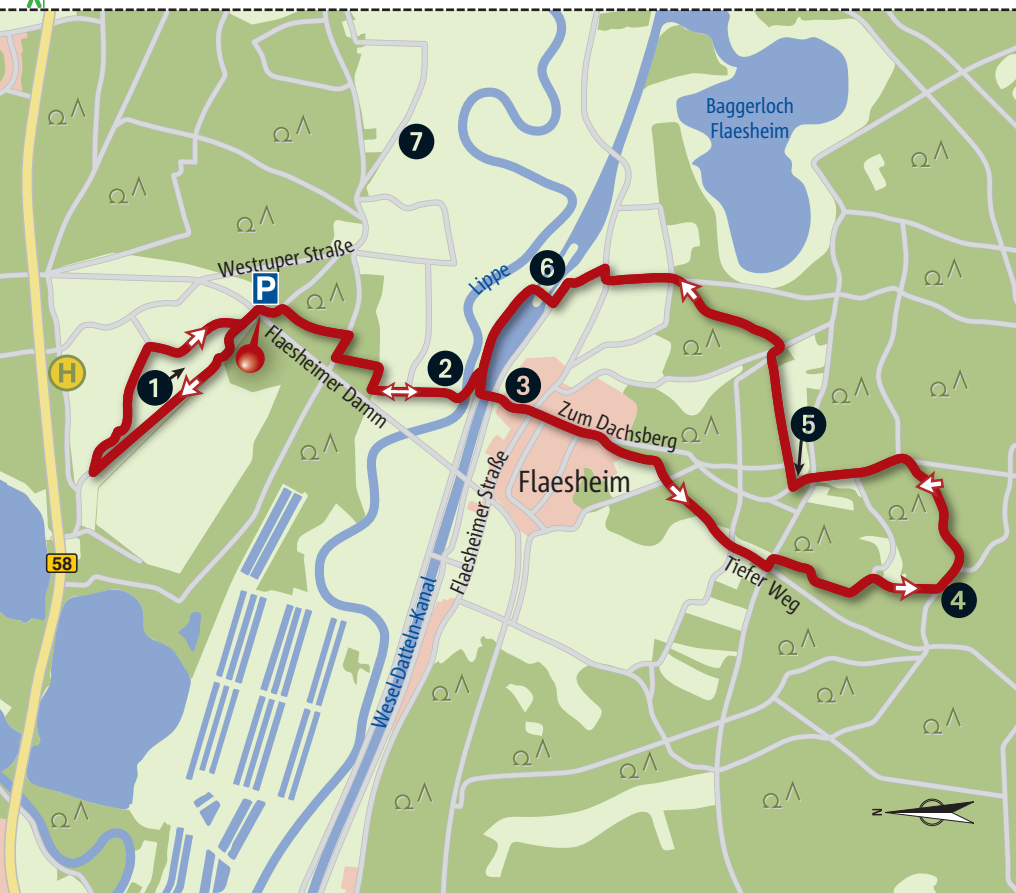 Baggerloch
Flaesheim
7
Westruper Straße
P
Lippe
6
H
1
Flaesheimer Damm
2
3
Zum Dachsberg
5
Flaesheim
Flaesheimer Straße
58
Tiefer Weg
4
Wesel-Datteln-Kanal
N